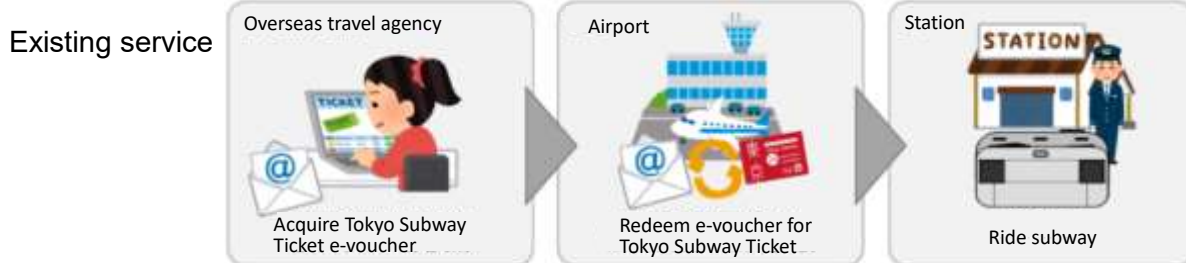 Existing service
Overseas travel agency
TICKET
@
Acquire Tokyo Subway
Ticket e-voucher
Airport
@
Redeem e-voucher for
Tokyo Subway Ticket
Station
STATION
Ride subway